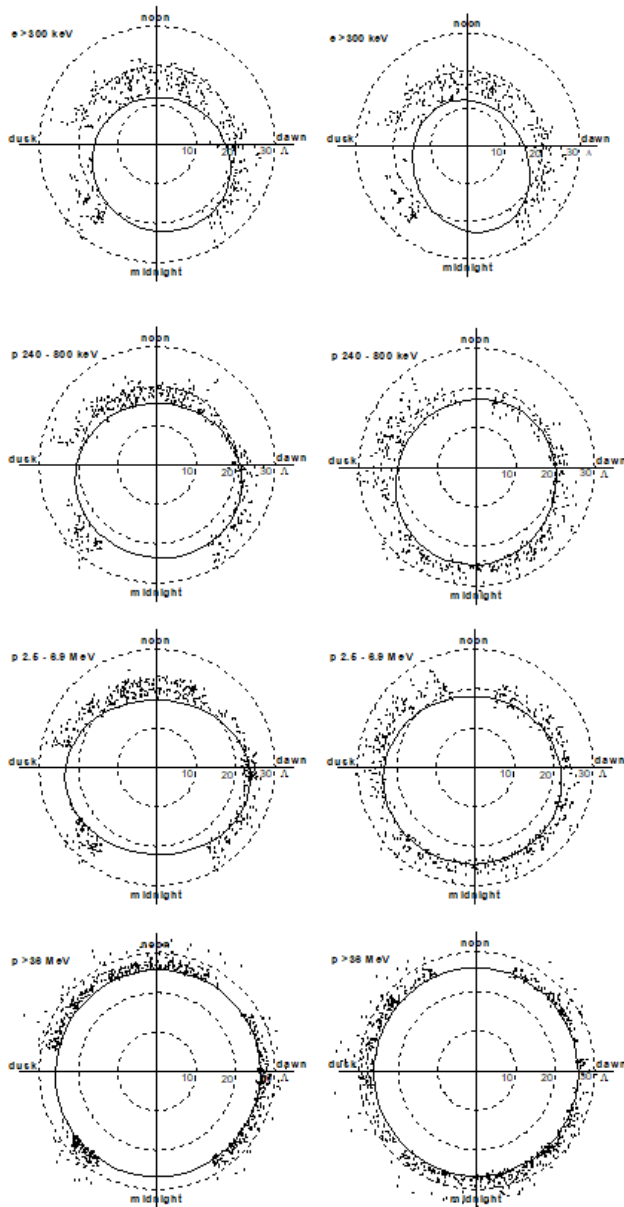 noon
noon
e >300 keV
e >300 keV
dusk
dawn
dusk
dawn
10
20
30
Λ
10
20
30
Λ
midnight
midnight
noon
noon
p 240 - 800 keV
p 240 - 800 keV
dusk
dawn
dusk
dawn
10
20
30
Λ
10
20
30
Λ
midnight
midnight
noon
noon
p 2.5 - 6.9 MeV
p 2.5 - 6.9 MeV
dusk
dawn
dusk
dawn
10
20
30
Λ
10
20
30
Λ
midnight
midnight
noon
noon
p >36 MeV
p >36 MeV
dusk
dawn
dusk
dawn
10
20
Λ
10
20
30
Λ
midnight
midnight